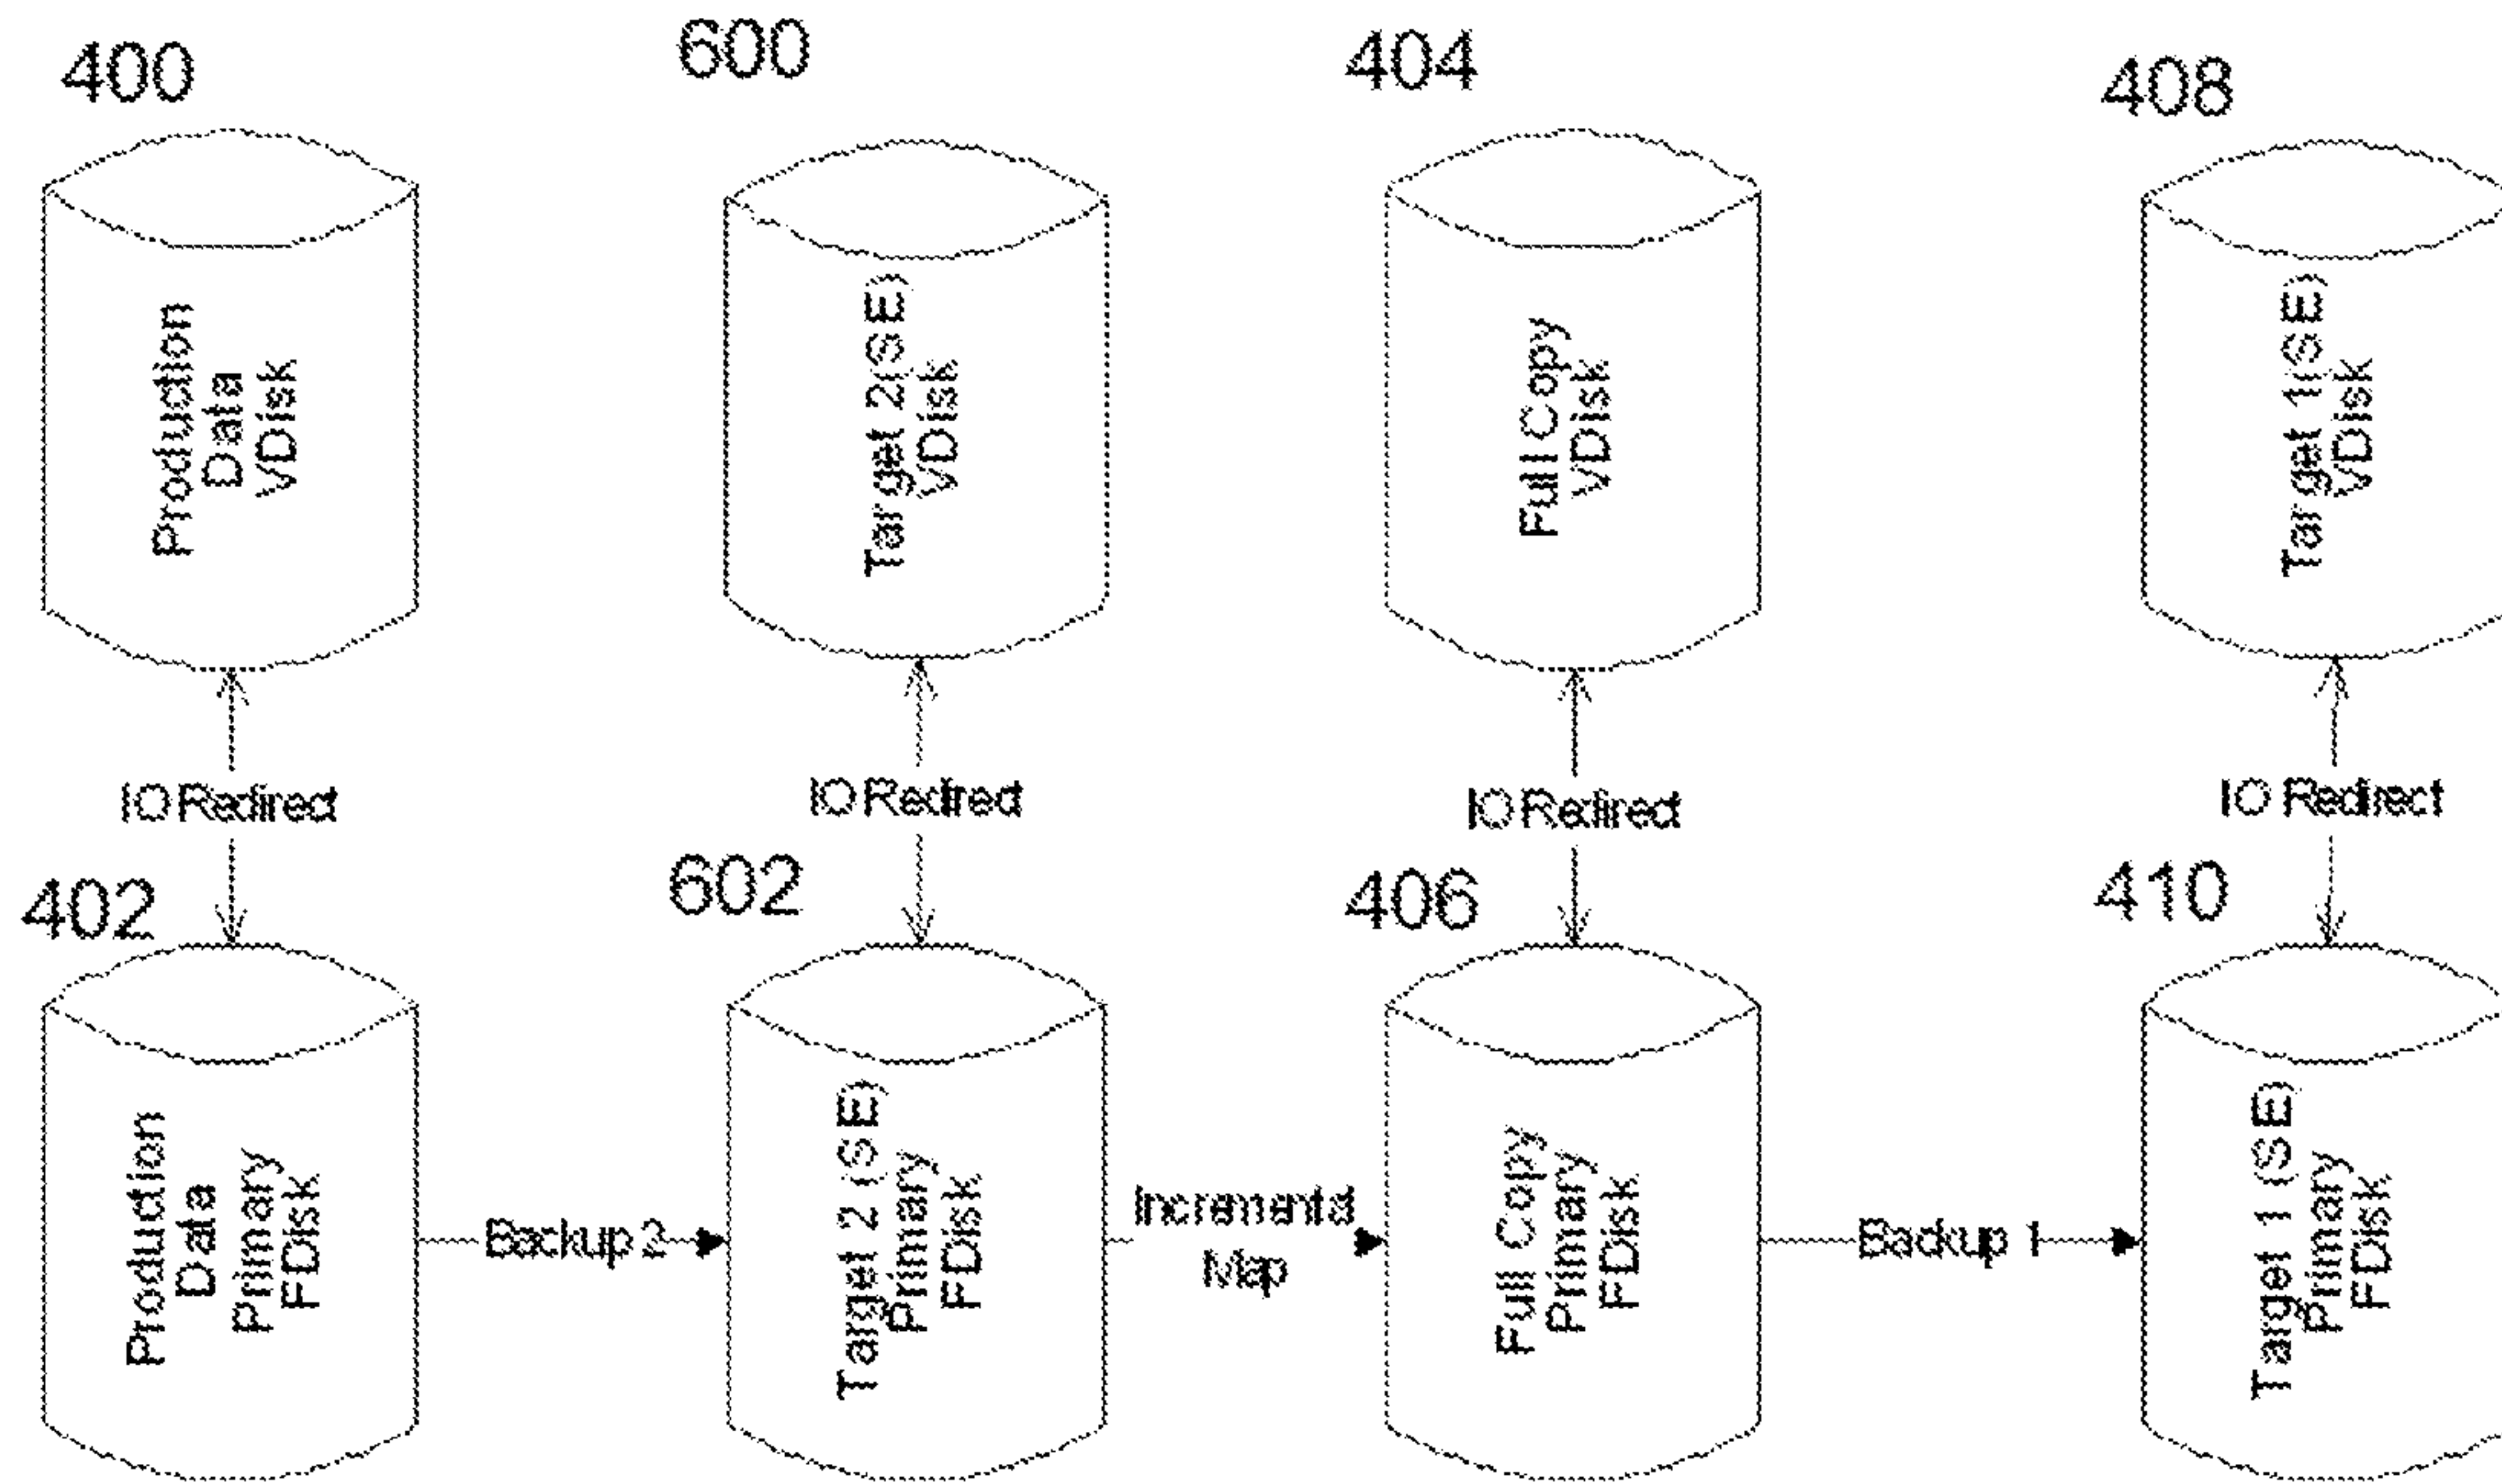 400
600
404
408
Production
Data
VDisk
Target 2(SE)
VDisk
Full Copy
VDisk
Target 1(SE)
VDisk
IO Redirect
IO Redirect
IO Redirect
IO Redirect
402
602
406
410
Production
Data
Primary
FDisk
Backup 2
Target 2 (SE)
Primary
FDisk
Incremental
Map
Full Copy
Primary
FDisk
Backup 1
Target 1 (SE)
Primary
FDisk